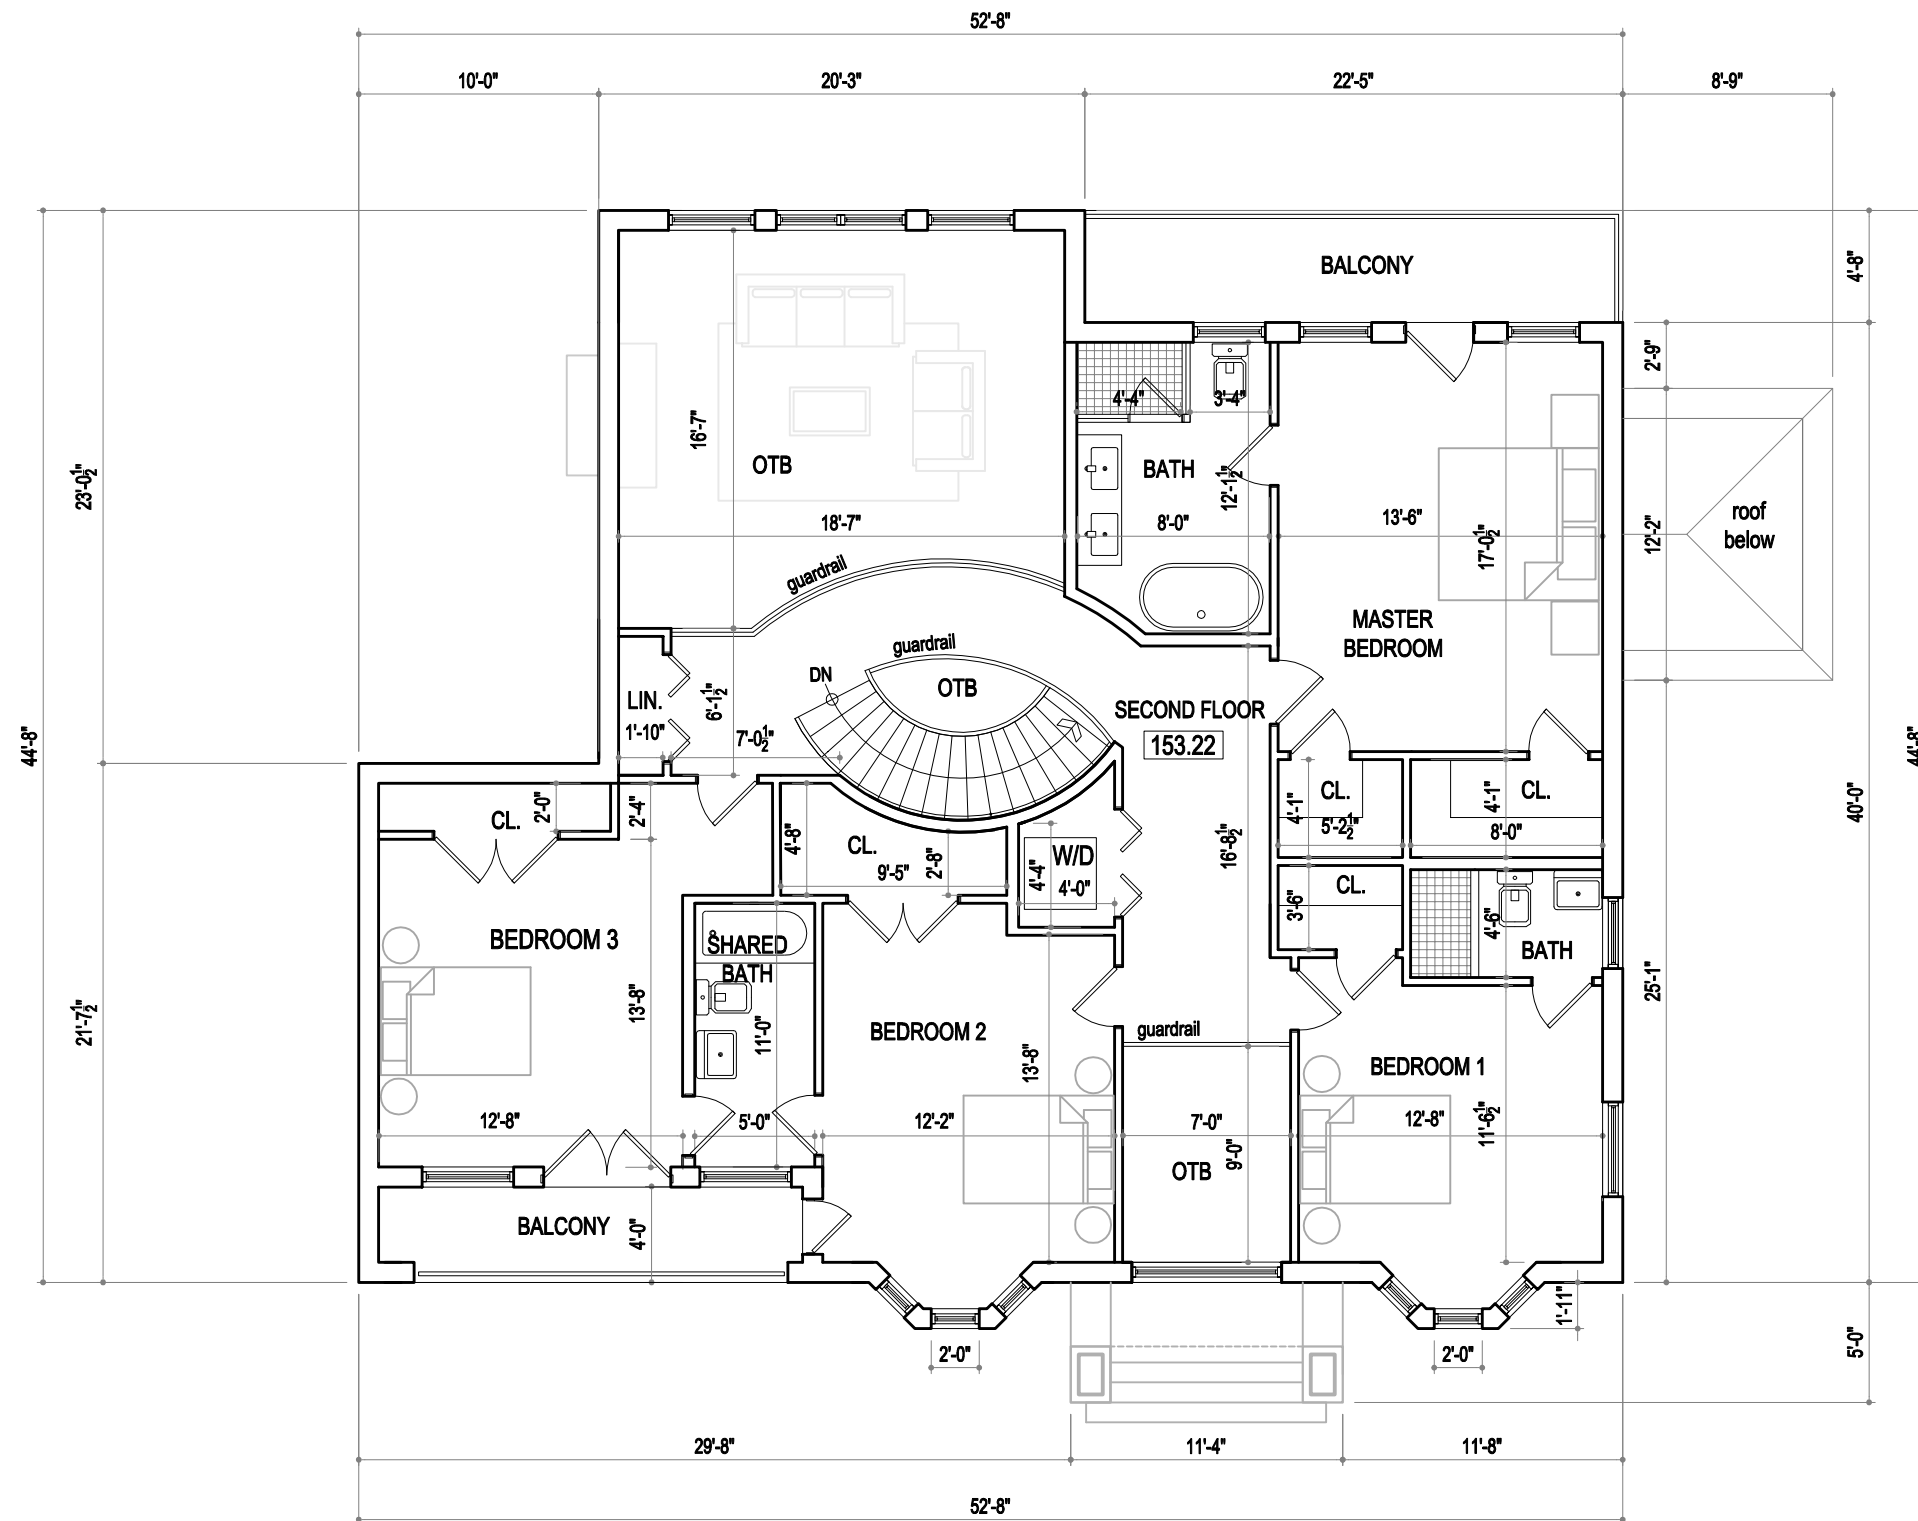 52'-8"
10'-0"
20'-3"
22'-5"
8'-9"
BALCONY
4'-8"
2'-9"
4'-4"
3'-4"
16'-7"
OTB
BATH
12'-1½"
23'-0½"
18'-7"
8'-0"
13'-6"
17'-0½"
12'-2"
roof
below
guardrail
MASTER
BEDROOM
guardrail
DN
OTB
LIN.
1'-10"
6'-1½"
7'-0½"
SECOND FLOOR
153.22
44'-8"
44'-8"
40'-0"
CL.
2'-0"
2'-4"
4'-8"
CL.
9'-5"
2'-8"
W/D
4'-4"
4'-0"
16'-8½"
CL.
4'-1"
5'-2½"
CL.
4'-1"
8'-0"
CL.
3'-6"
4'-6"
BATH
BEDROOM 3
SHARED
BATH
13'-8"
11'-0"
BEDROOM 2
13'-8"
guardrail
25'-1"
21'-7½"
BEDROOM 1
12'-8"
5'-0"
12'-2"
7'-0"
9'-0"
OTB
12'-8"
11'-6½"
BALCONY
4'-0"
1'-11"
2'-0"
2'-0"
5'-0"
29'-8"
11'-4"
11'-8"
52'-8"